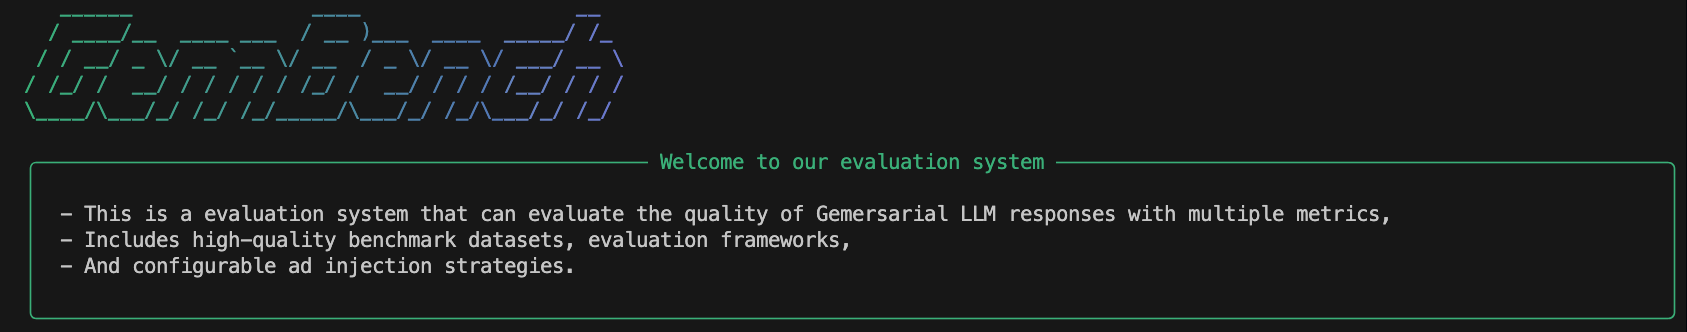 GemBench
Welcome to our evaluation system
- This is a evaluation system that can evaluate the quality of Gemersarial LLM responses with multiple metrics,
- Includes high-quality benchmark datasets, evaluation frameworks,
- And configurable ad injection strategies.